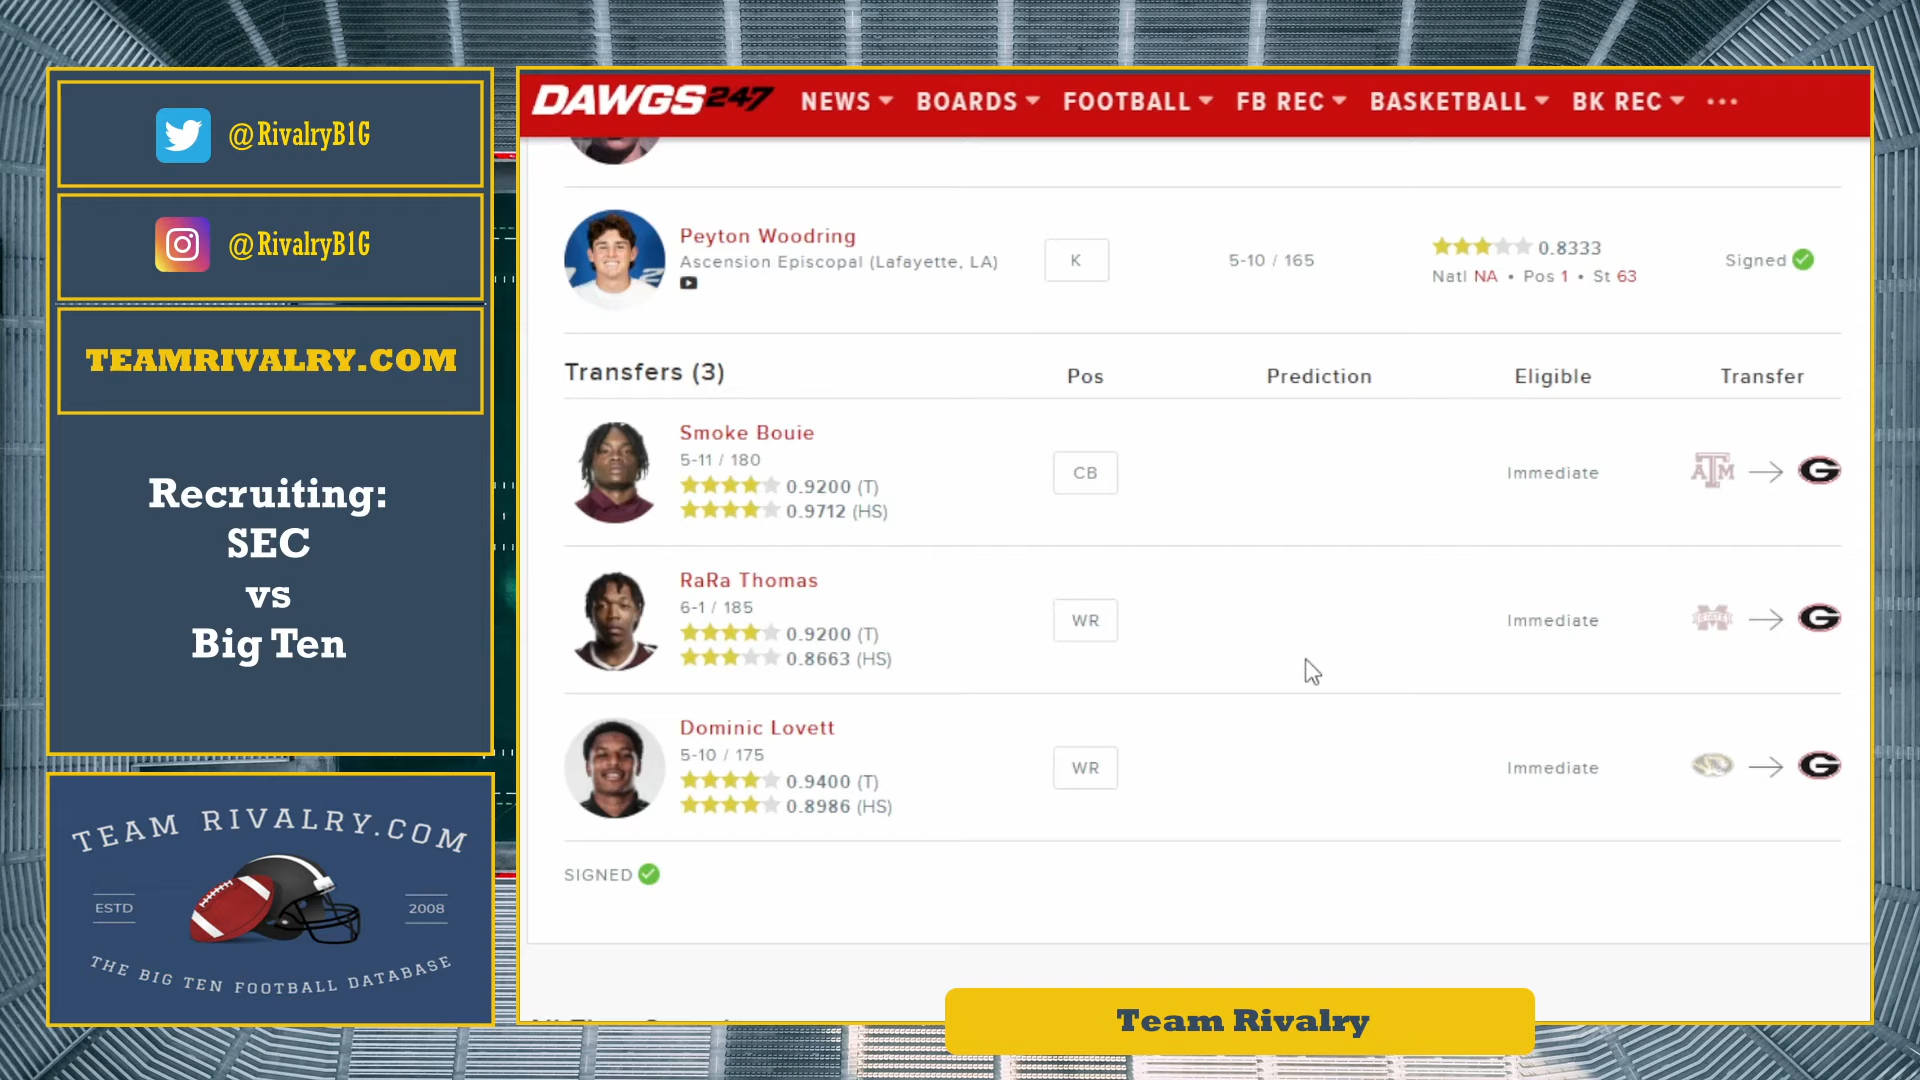 @RivalryB1G
@RivalryB1G
TEAMRIVALRY.COM
Recruiting:
SEC
vs
Big Ten
TEAM RIVALRY.COM
ESTD
2008
THE BIG TEN FOOTBALL DATABASE
DAWGS247 NEWS BOARDS FOOTBALL FB REC BASKETBALL BK REC
Peyton Woodring
Ascension Episcopal (Lafayette, LA)
K
5-10 / 165
0.8333
Natl NA • Pos 1 • St 63
Signed
Transfers (3) Pos Prediction Eligible Transfer
Smoke Bouie
5-11 / 180
0.9200 (T)
0.9712 (HS)
CB
Immediate
ATM
G
RaRa Thomas
6-1 / 185
0.9200 (T)
0.8663 (HS)
WR
Immediate
M STATE
G
Dominic Lovett
5-10 / 175
0.9400 (T)
0.8986 (HS)
WR
Immediate
G
SIGNED
Team Rivalry